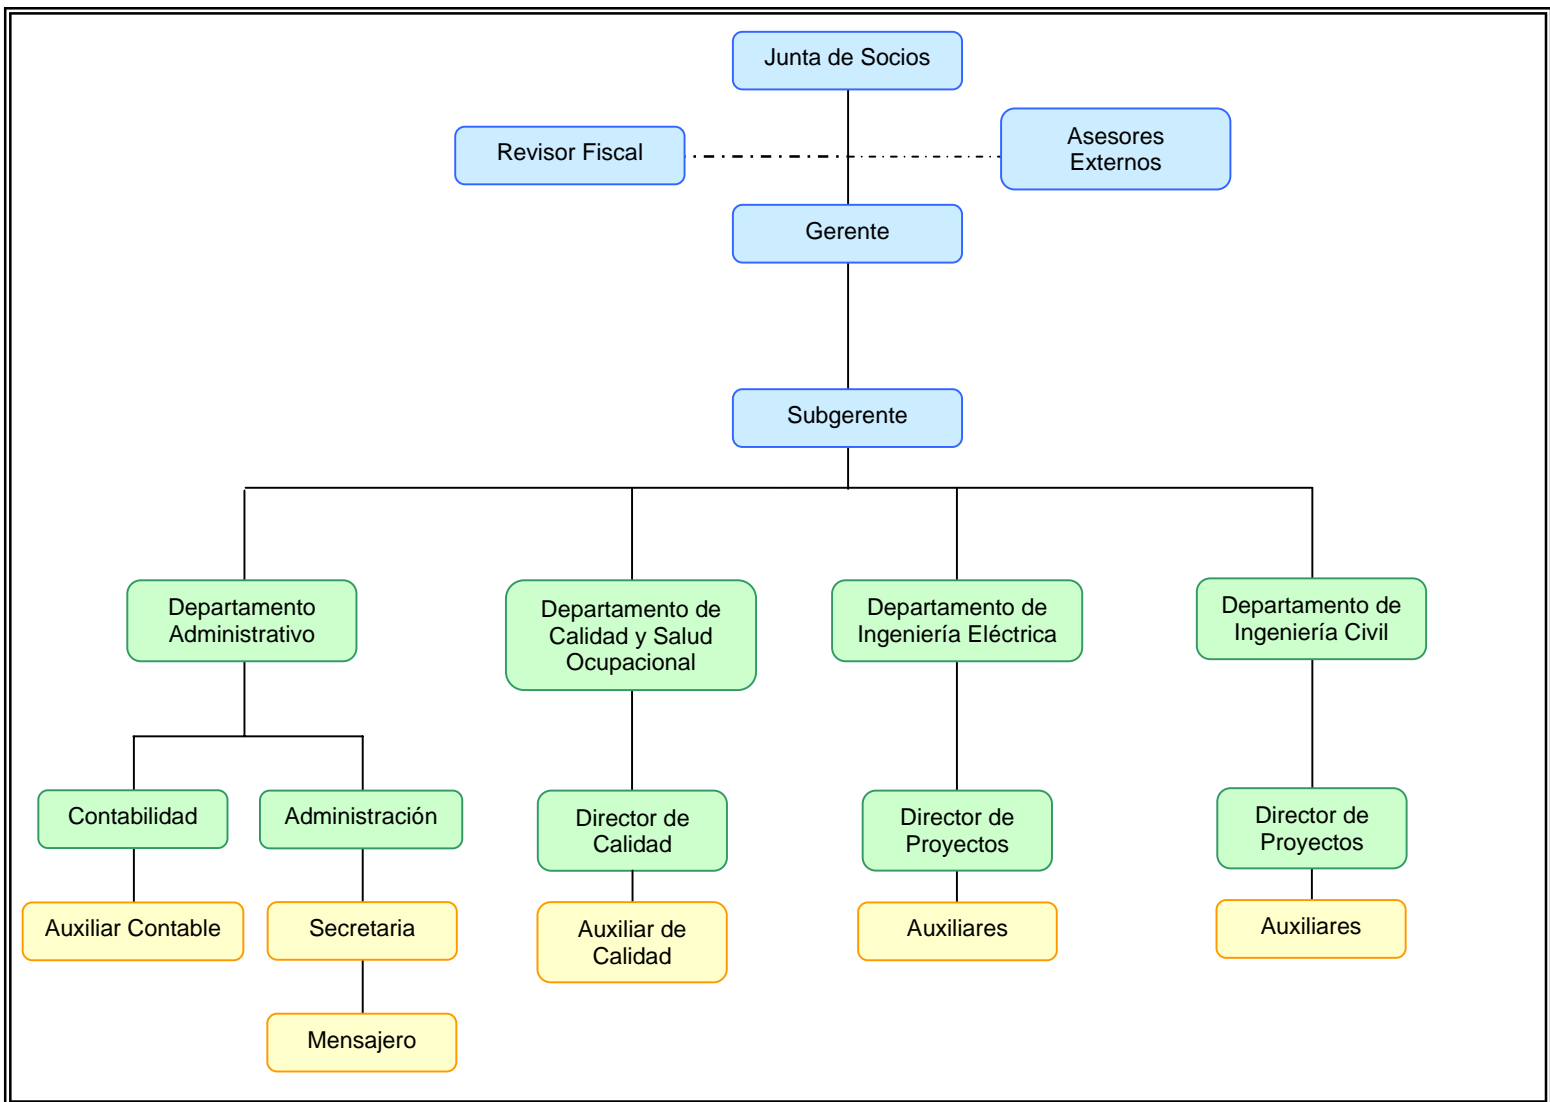 Junta de Socios
Revisor Fiscal
Asesores
Externos
Gerente
Subgerente
Departamento
Administrativo
Departamento de
Calidad y Salud
Ocupacional
Departamento de
Ingeniería Eléctrica
Departamento de
Ingeniería Civil
Contabilidad
Administración
Director de
Calidad
Director de
Proyectos
Director de
Proyectos
Auxiliar Contable
Secretaria
Auxiliar de
Calidad
Auxiliares
Auxiliares
Mensajero